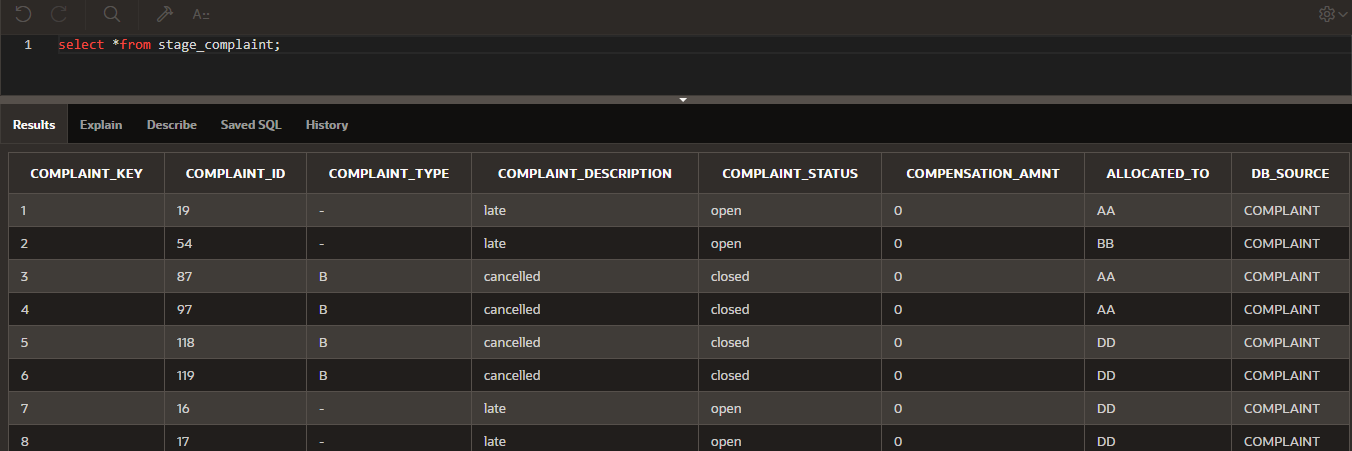 A::
1 select *from stage_complaint;
Results Explain Describe Saved SQL History
COMPLAINT_KEY COMPLAINT_ID COMPLAINT_TYPE COMPLAINT_DESCRIPTION COMPLAINT_STATUS COMPENSATION_AMNT ALLOCATED_TO DB_SOURCE
1 19 - late open 0 AA COMPLAINT
2 54 - late open 0 BB COMPLAINT
3 87 B cancelled closed 0 AA COMPLAINT
4 97 B cancelled closed 0 AA COMPLAINT
5 118 B cancelled closed 0 DD COMPLAINT
6 119 B cancelled closed 0 DD COMPLAINT
7 16 - late open 0 DD COMPLAINT
8 17 - late open 0 DD COMPLAINT